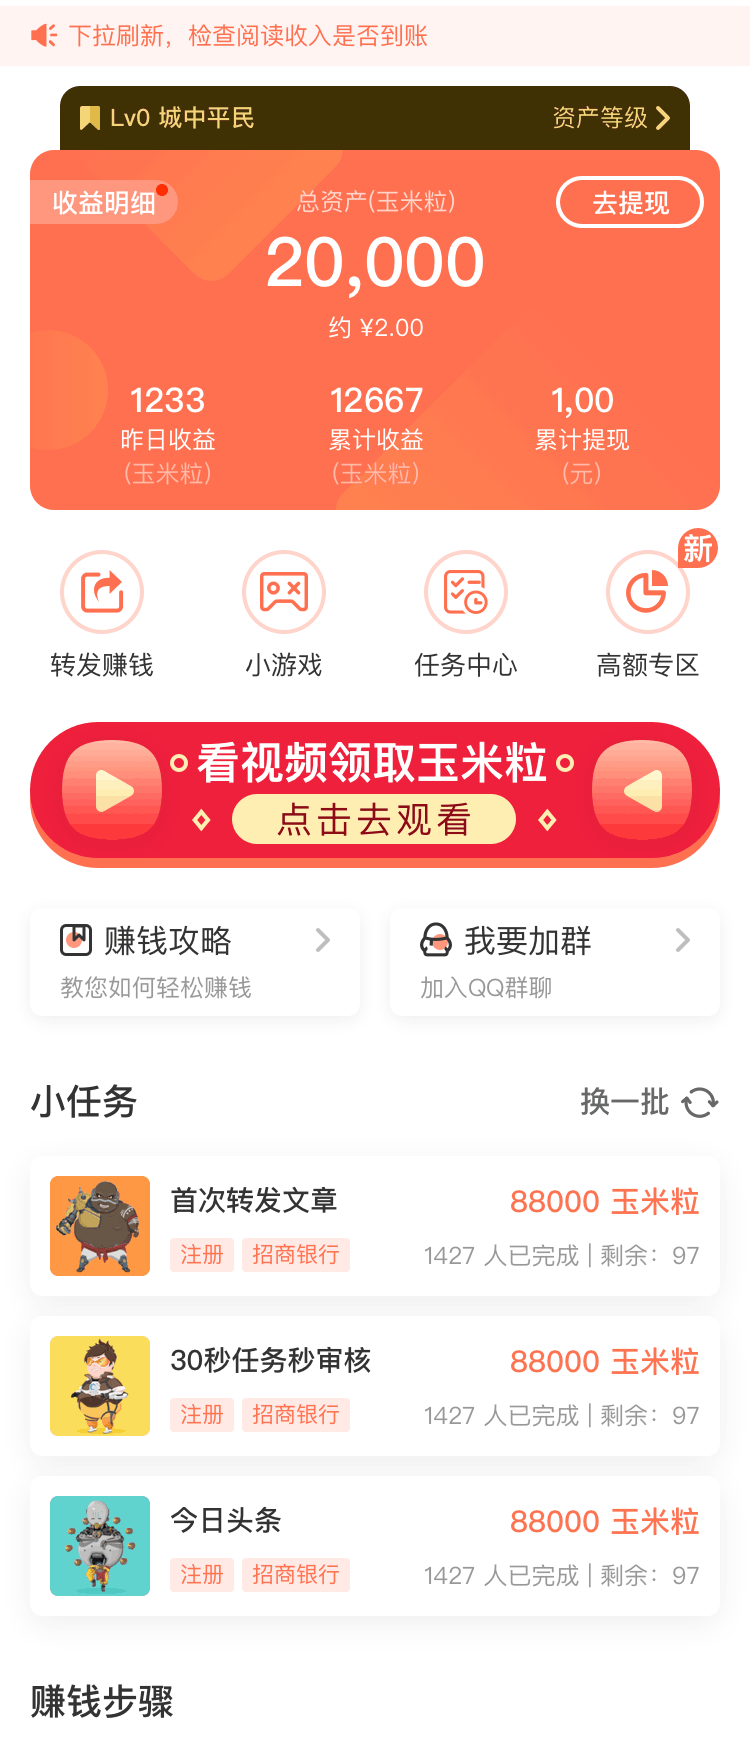 下拉刷新，检查阅读收入是否到账
Lv0 城中平民 资产等级
收益明细 总资产(玉米粒) 去提现
20,000
约 ¥2.00
1233 12667 1,00
昨日收益 累计收益 累计提现
(玉米粒) (玉米粒) (元)
新
转发赚钱 小游戏 任务中心 高额专区
看视频领取玉米粒
点击去观看
赚钱攻略 我要加群
教您如何轻松赚钱 加入QQ群聊
小任务 换一批
首次转发文章 88000 玉米粒
注册 招商银行 1427 人已完成 | 剩余：97
30秒任务秒审核 88000 玉米粒
注册 招商银行 1427 人已完成 | 剩余：97
今日头条 88000 玉米粒
注册 招商银行 1427 人已完成 | 剩余：97
赚钱步骤